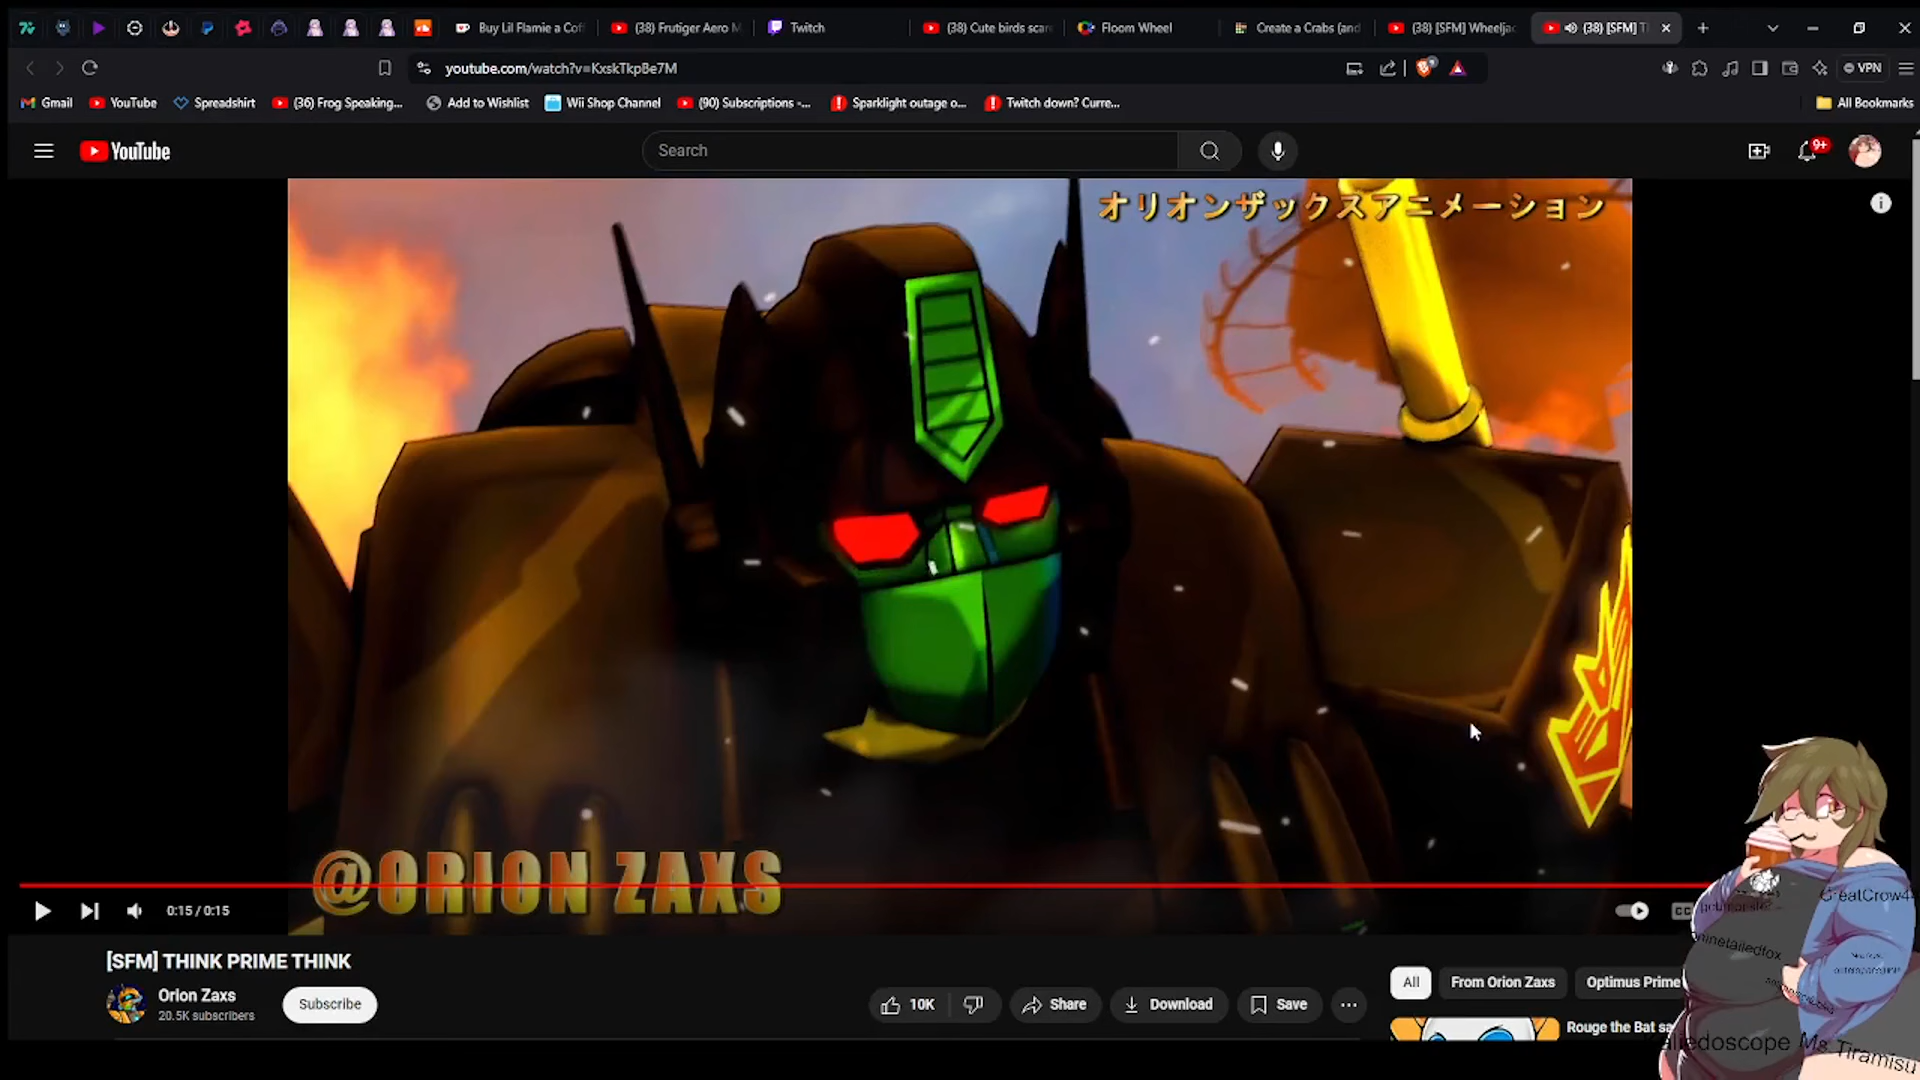 Buy Lil Flamie a Cof
(38) Frutiger Aero M
Twitch
(38) Cute birds scar
Floom Wheel
Create a Crabs (and
(38) [SFM] Wheeljac
(38) [SFM] T
youtube.com/watch?v=KxskTkpBe7M
VPN
Gmail
YouTube
Spreadshirt
(36) Frog Speaking...
Add to Wishlist
Wii Shop Channel
(90) Subscriptions -...
Sparklight outage o...
Twitch down? Curre...
All Bookmarks
YouTube
Search
9+
オリオンザックスアニメーション
@ORION ZAXS
0:15 / 0:15
CC
GreatCrow4
ninetailedfox
[SFM] THINK PRIME THINK
Orion Zaxs
20.5K subscribers
Subscribe
10K
Share
Download
Save
All
From Orion Zaxs
Optimus Prime
Rouge the Bat sa
Kaliedoscope Ms Tiramisu